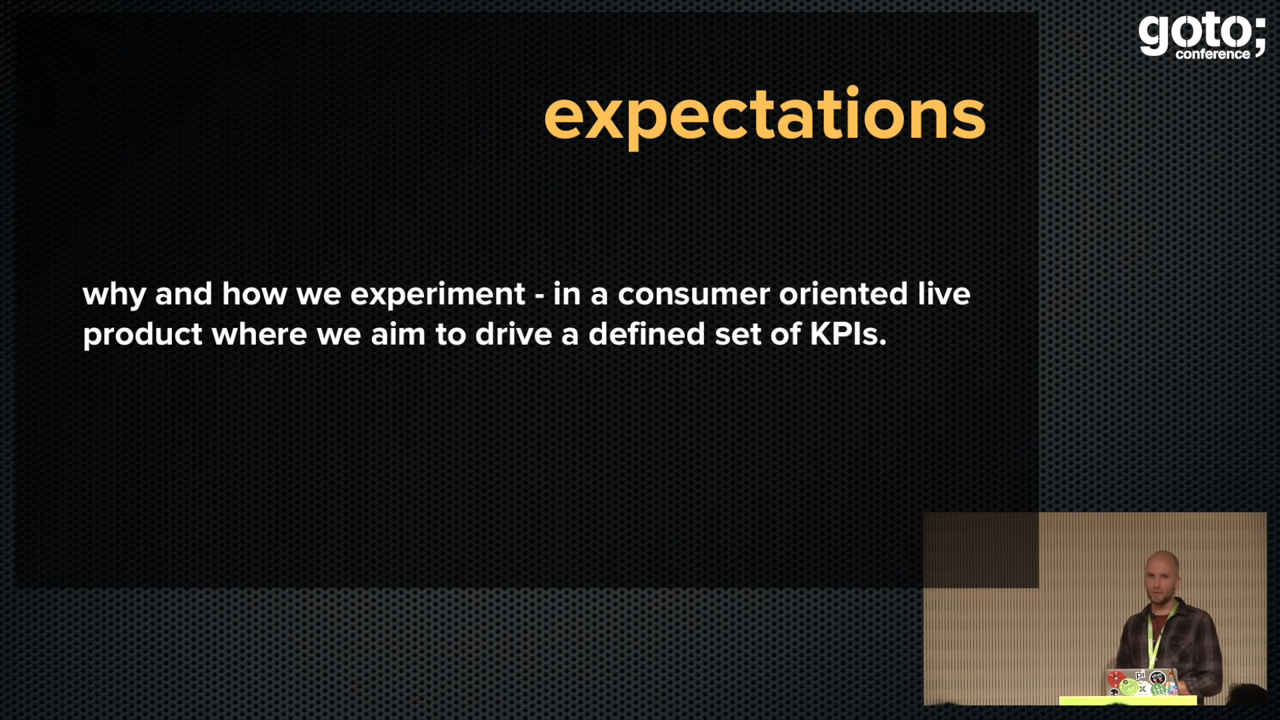 goto;
conference
expectations
why and how we experiment - in a consumer oriented live
product where we aim to drive a defined set of KPIs.